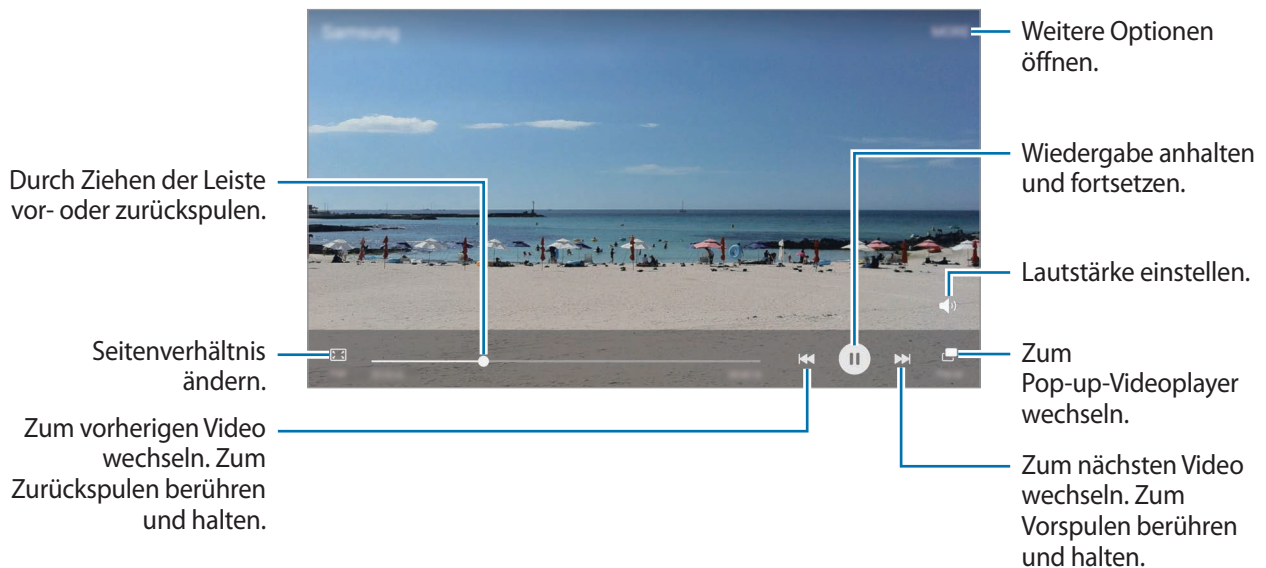 Samsung
MORE
Weitere Optionen
öffnen.
Wiedergabe anhalten
und fortsetzen.
Durch Ziehen der Leiste
vor- oder zurückspulen.
Lautstärke einstellen.
Seitenverhältnis
ändern.
Zum
Pop-up-Videoplayer
wechseln.
Zum vorherigen Video
wechseln. Zum
Zurückspulen berühren
und halten.
Zum nächsten Video
wechseln. Zum
Vorspulen berühren
und halten.